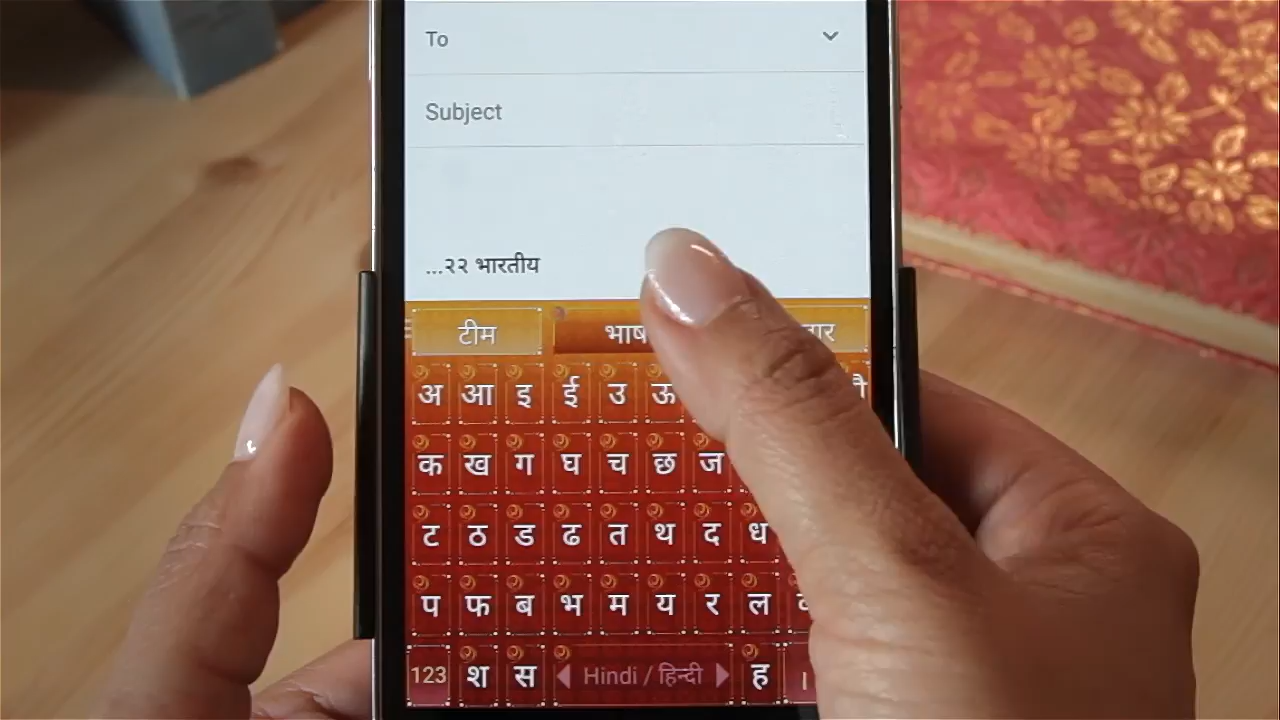 To
Subject
...२२ भारतीय
टीम
अ आ इ ई उ ऊ
क ख ग घ च छ ज
ट ठ ड ढ त थ द ध
प फ ब भ म य र ल
123 श स Hindi / हिन्दी ह ।